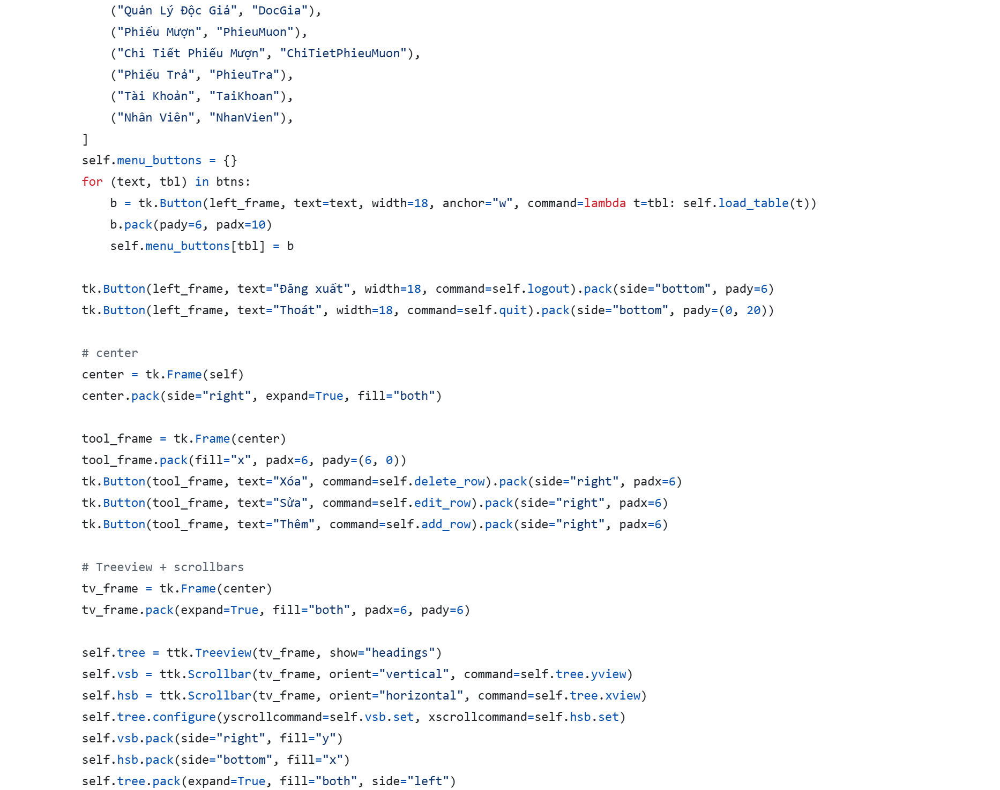 ("Quản Lý Độc Giả", "DocGia"),
("Phiếu Mượn", "PhieuMuon"),
("Chi Tiết Phiếu Mượn", "ChiTietPhieuMuon"),
("Phiếu Trả", "PhieuTra"),
("Tài Khoản", "TaiKhoan"),
("Nhân Viên", "NhanVien"),
]
self.menu_buttons = {}
for (text, tbl) in btns:
    b = tk.Button(left_frame, text=text, width=18, anchor="w", command=lambda t=tbl: self.load_table(t))
    b.pack(pady=6, padx=10)
    self.menu_buttons[tbl] = b

tk.Button(left_frame, text="Đăng xuất", width=18, command=self.logout).pack(side="bottom", pady=6)
tk.Button(left_frame, text="Thoát", width=18, command=self.quit).pack(side="bottom", pady=(0, 20))

# center
center = tk.Frame(self)
center.pack(side="right", expand=True, fill="both")

tool_frame = tk.Frame(center)
tool_frame.pack(fill="x", padx=6, pady=(6, 0))
tk.Button(tool_frame, text="Xóa", command=self.delete_row).pack(side="right", padx=6)
tk.Button(tool_frame, text="Sửa", command=self.edit_row).pack(side="right", padx=6)
tk.Button(tool_frame, text="Thêm", command=self.add_row).pack(side="right", padx=6)

# Treeview + scrollbars
tv_frame = tk.Frame(center)
tv_frame.pack(expand=True, fill="both", padx=6, pady=6)

self.tree = ttk.Treeview(tv_frame, show="headings")
self.vsb = ttk.Scrollbar(tv_frame, orient="vertical", command=self.tree.yview)
self.hsb = ttk.Scrollbar(tv_frame, orient="horizontal", command=self.tree.xview)
self.tree.configure(yscrollcommand=self.vsb.set, xscrollcommand=self.hsb.set)
self.vsb.pack(side="right", fill="y")
self.hsb.pack(side="bottom", fill="x")
self.tree.pack(expand=True, fill="both", side="left")